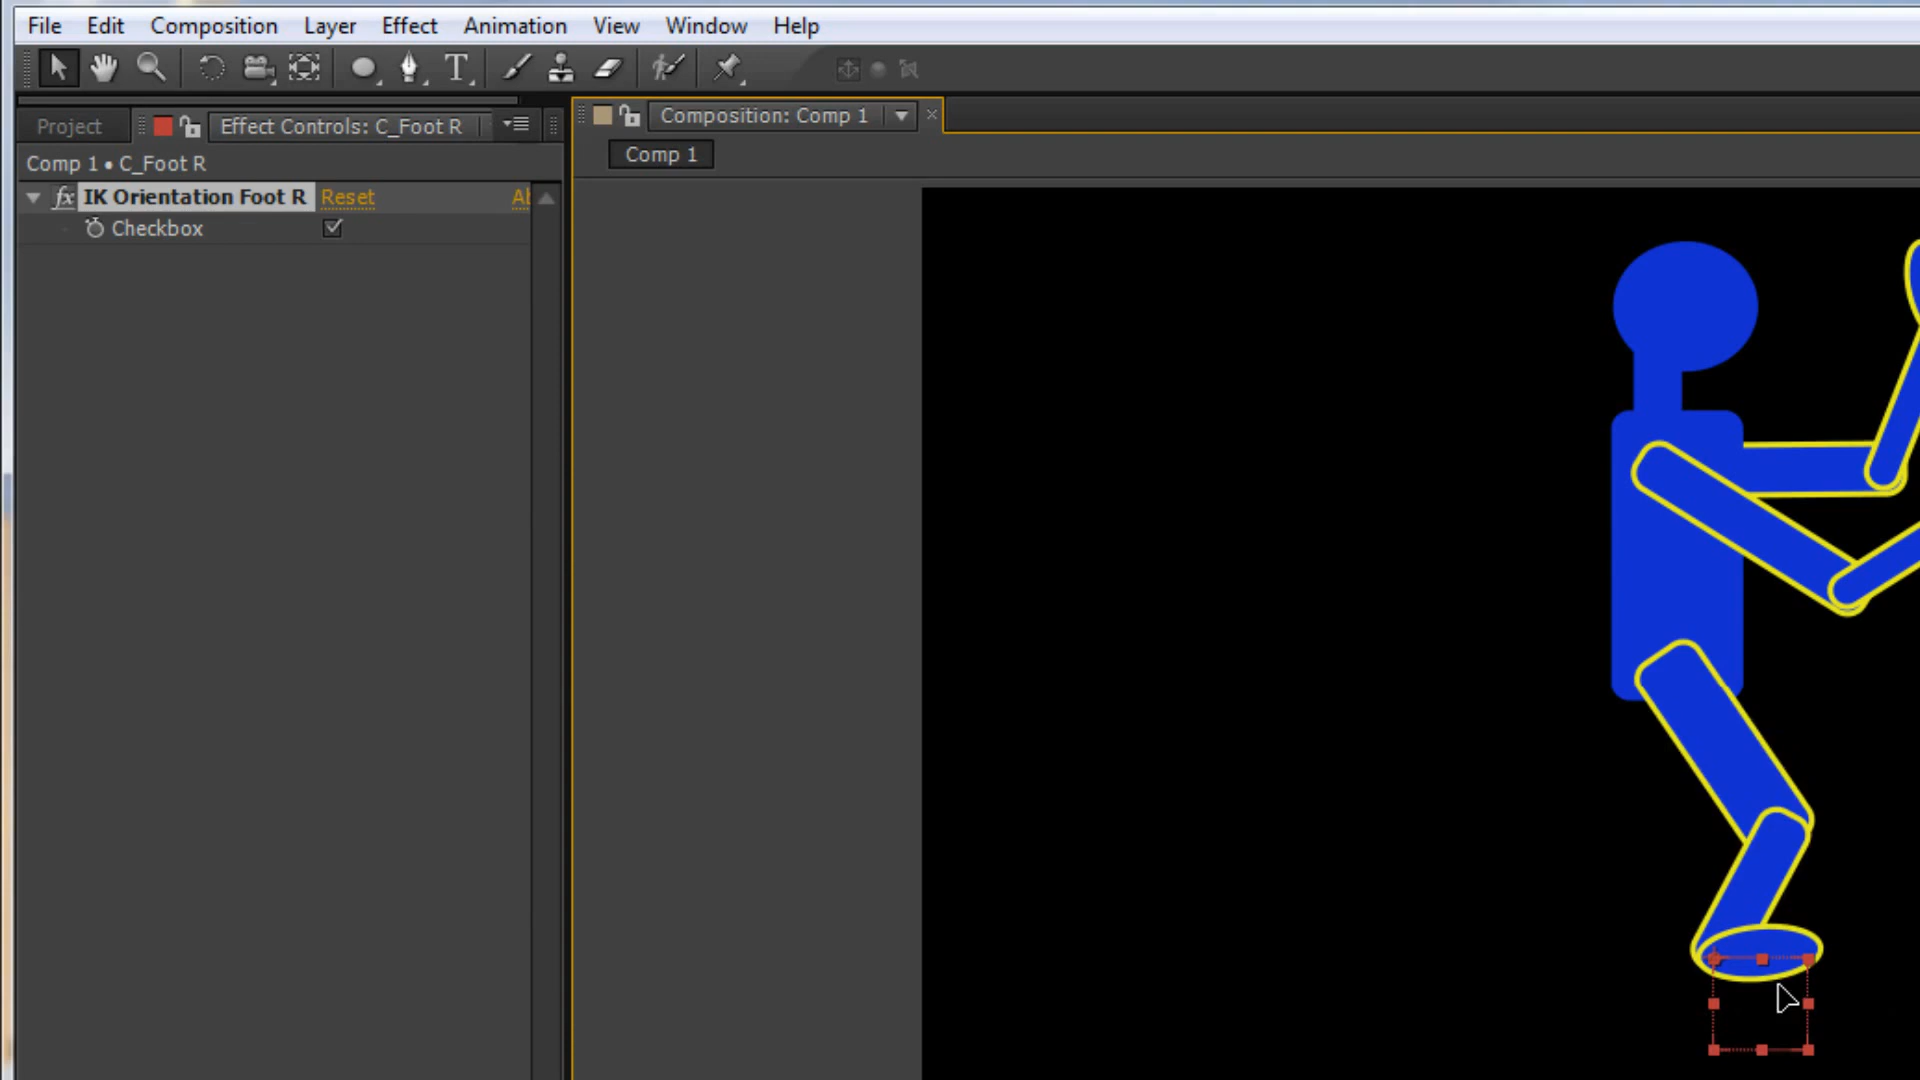 File Edit Composition Layer Effect Animation View Window Help
T
Project Effect Controls: C_Foot R
Composition: Comp 1
Comp 1 • C_Foot R
Comp 1
fx IK Orientation Foot R Reset
Checkbox